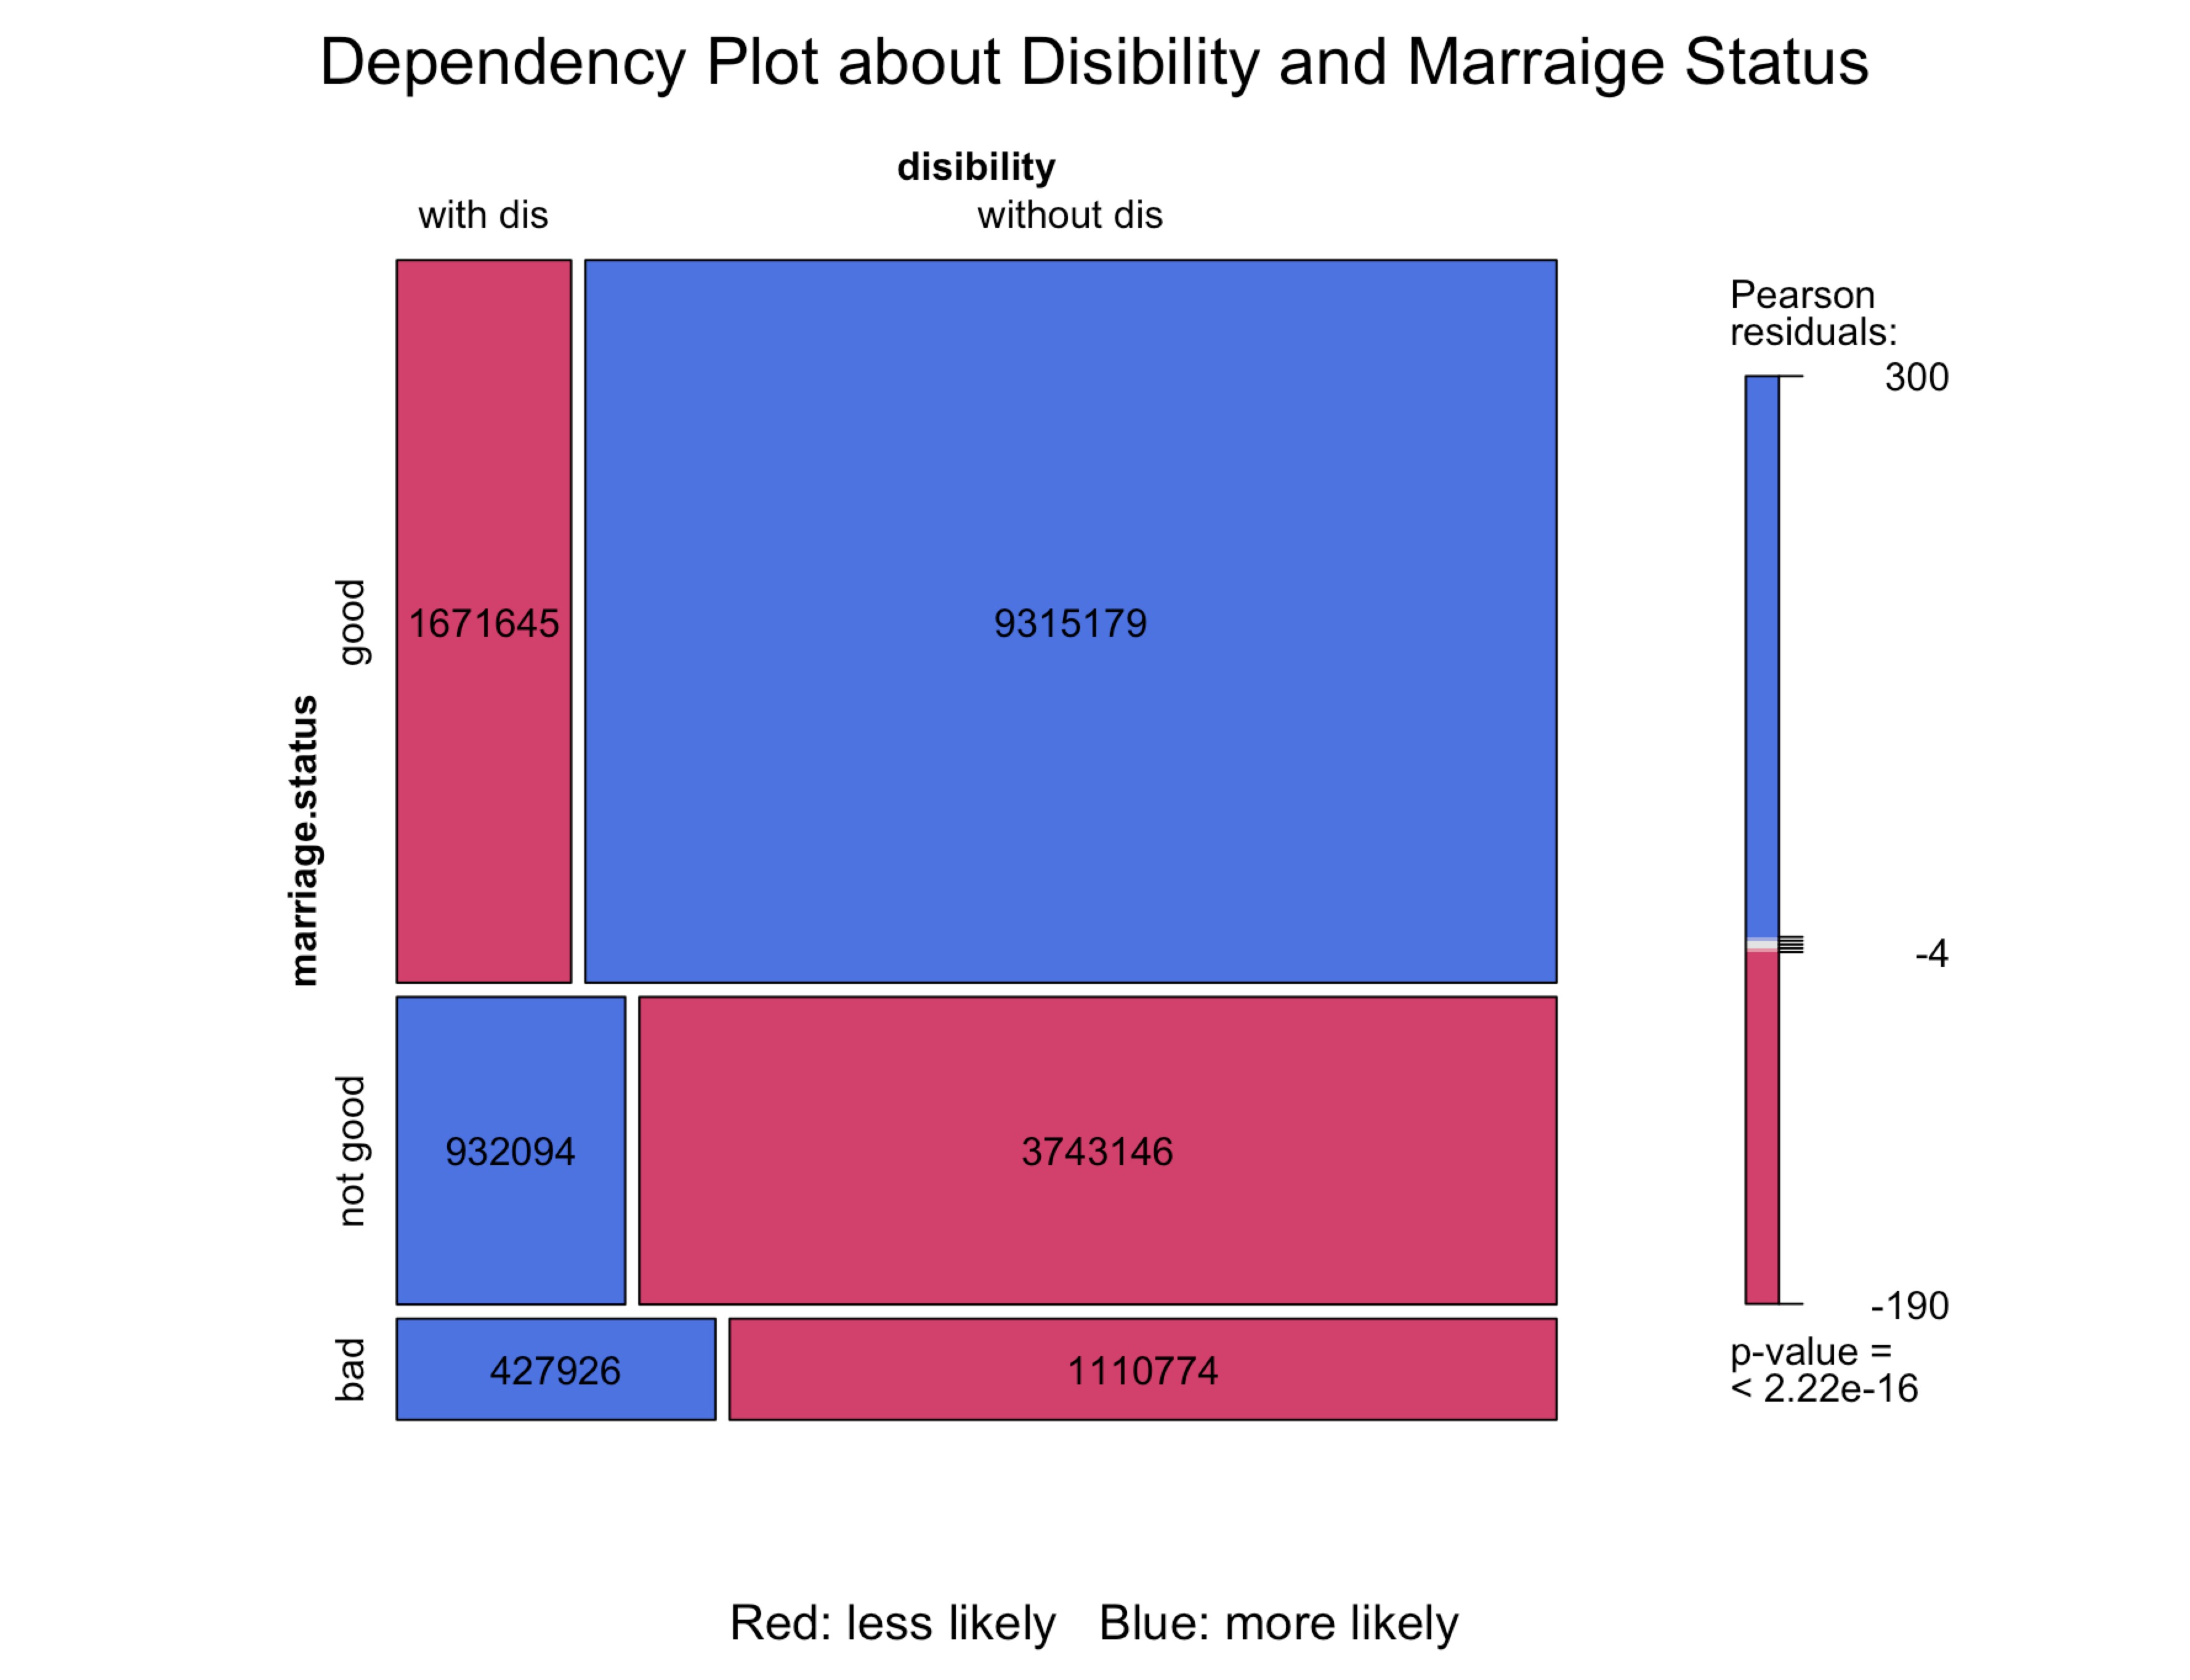 Dependency Plot about Disibility and Marraige Status
disibility
with dis without dis
marriage.status
good
not good
bad
1671645 9315179
932094 3743146
427926 1110774
Pearson
residuals:
300
-4
-190
p-value =
< 2.22e-16
Red: less likely Blue: more likely